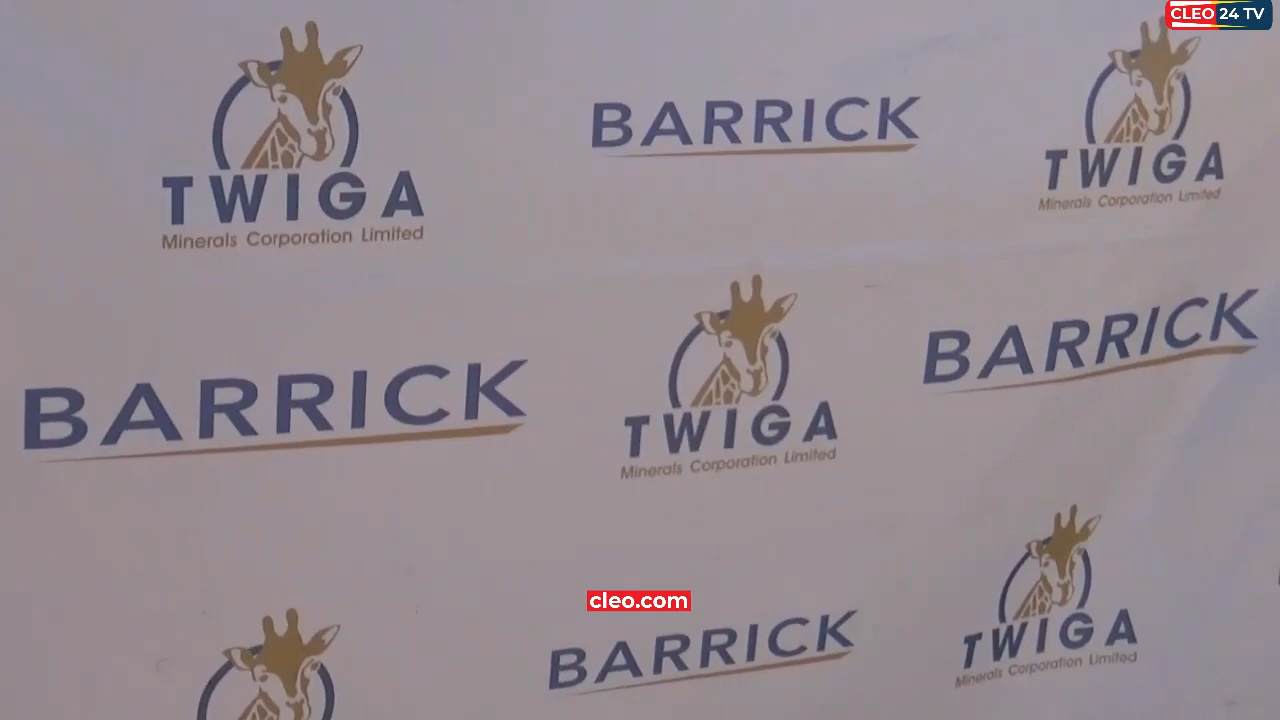 CLEO 24 TV
BARRICK
TWIGA
Minerals Corporation Limited
TWIGA
Minerals Corporation Limited
BARRICK
BARRICK
TWIGA
Minerals Corporation Limited
cleo.com
BARRICK
TWIGA
Minerals Corporation Limited